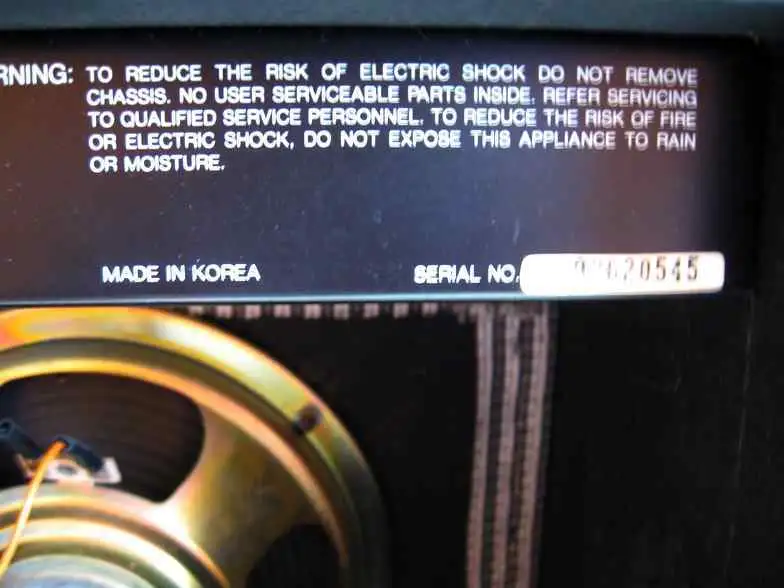 RNING: TO REDUCE THE RISK OF ELECTRIC SHOCK DO NOT REMOVE
CHASSIS. NO USER SERVICEABLE PARTS INSIDE. REFER SERVICING
TO QUALIFIED SERVICE PERSONNEL. TO REDUCE THE RISK OF FIRE
OR ELECTRIC SHOCK, DO NOT EXPOSE THIS APPLIANCE TO RAIN
OR MOISTURE.
MADE IN KOREA
SERIAL NO.